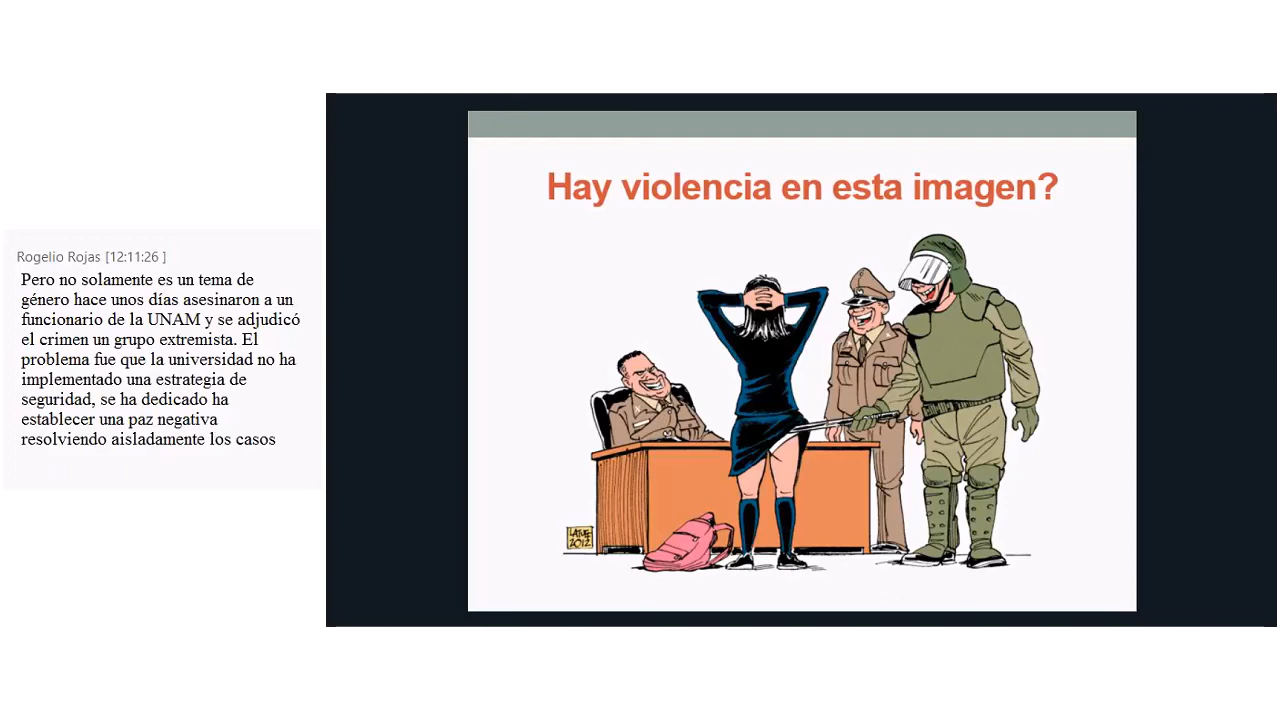 Hay violencia en esta imagen?
Rogelio Rojas [12:11:26 ]
Pero no solamente es un tema de
género hace unos días asesinaron a un
funcionario de la UNAM y se adjudicó
el crimen un grupo extremista. El
problema fue que la universidad no ha
implementado una estrategia de
seguridad, se ha dedicado ha
establecer una paz negativa
resolviendo aisladamente los casos
LATUFF
2012